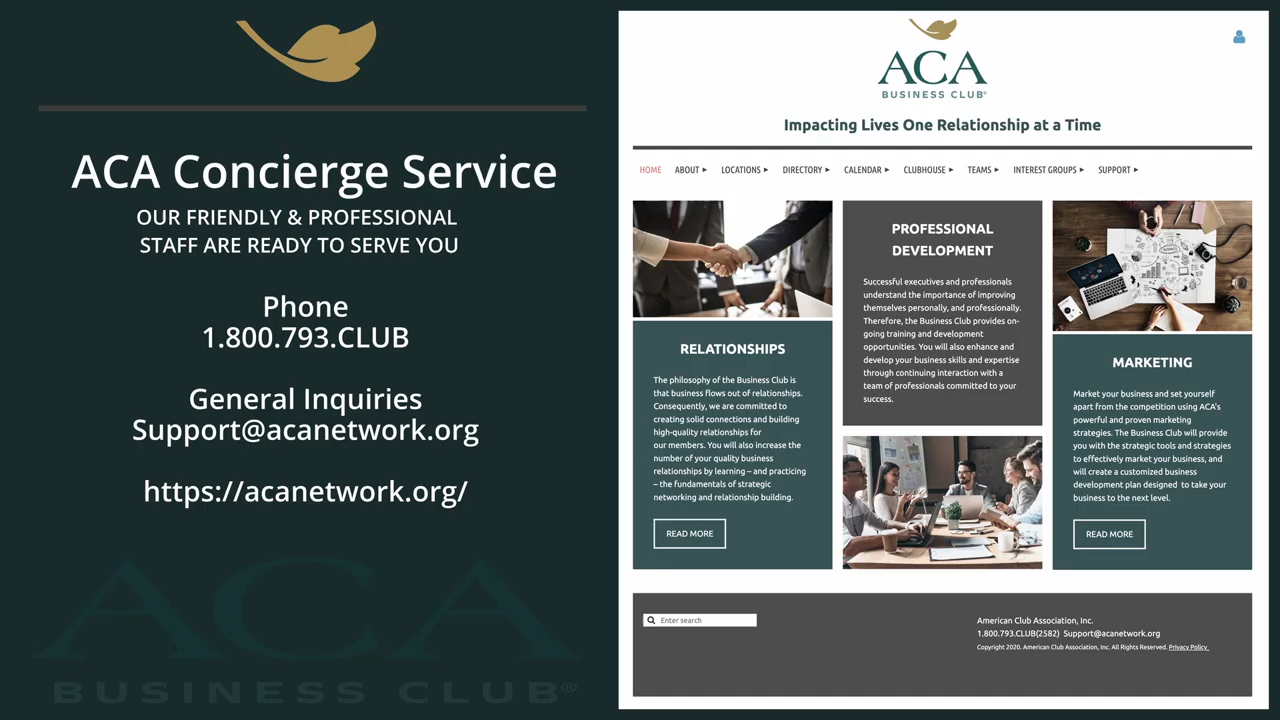 ACA Concierge Service
OUR FRIENDLY & PROFESSIONAL
STAFF ARE READY TO SERVE YOU
Phone
1.800.793.CLUB
General Inquiries
Support@acanetwork.org
https://acanetwork.org/
ACA
BUSINESS CLUB®
ACA
BUSINESS CLUB®
Impacting Lives One Relationship at a Time
HOME ABOUT LOCATIONS DIRECTORY CALENDAR CLUBHOUSE TEAMS INTEREST GROUPS SUPPORT
RELATIONSHIPS
The philosophy of the Business Club is
that business flows out of relationships.
Consequently, we are committed to
creating solid connections and building
high-quality relationships for
our members. You will also increase the
number of your quality business
relationships by learning – and practicing
– the fundamentals of strategic
networking and relationship building.
READ MORE
PROFESSIONAL
DEVELOPMENT
Successful executives and professionals
understand the importance of improving
themselves personally, and professionally.
Therefore, the Business Club provides on-
going training and development
opportunities. You will also enhance and
develop your business skills and expertise
through continuing interaction with a
team of professionals committed to your
success.
MARKETING
Market your business and set yourself
apart from the competition using ACA's
powerful and proven marketing
strategies. The Business Club will provide
you with the strategic tools and strategies
to effectively market your business, and
will create a customized business
development plan designed to take your
business to the next level.
READ MORE
Enter search
American Club Association, Inc.
1.800.793.CLUB(2582) Support@acanetwork.org
Copyright 2020. American Club Association, Inc. All Rights Reserved. Privacy Policy